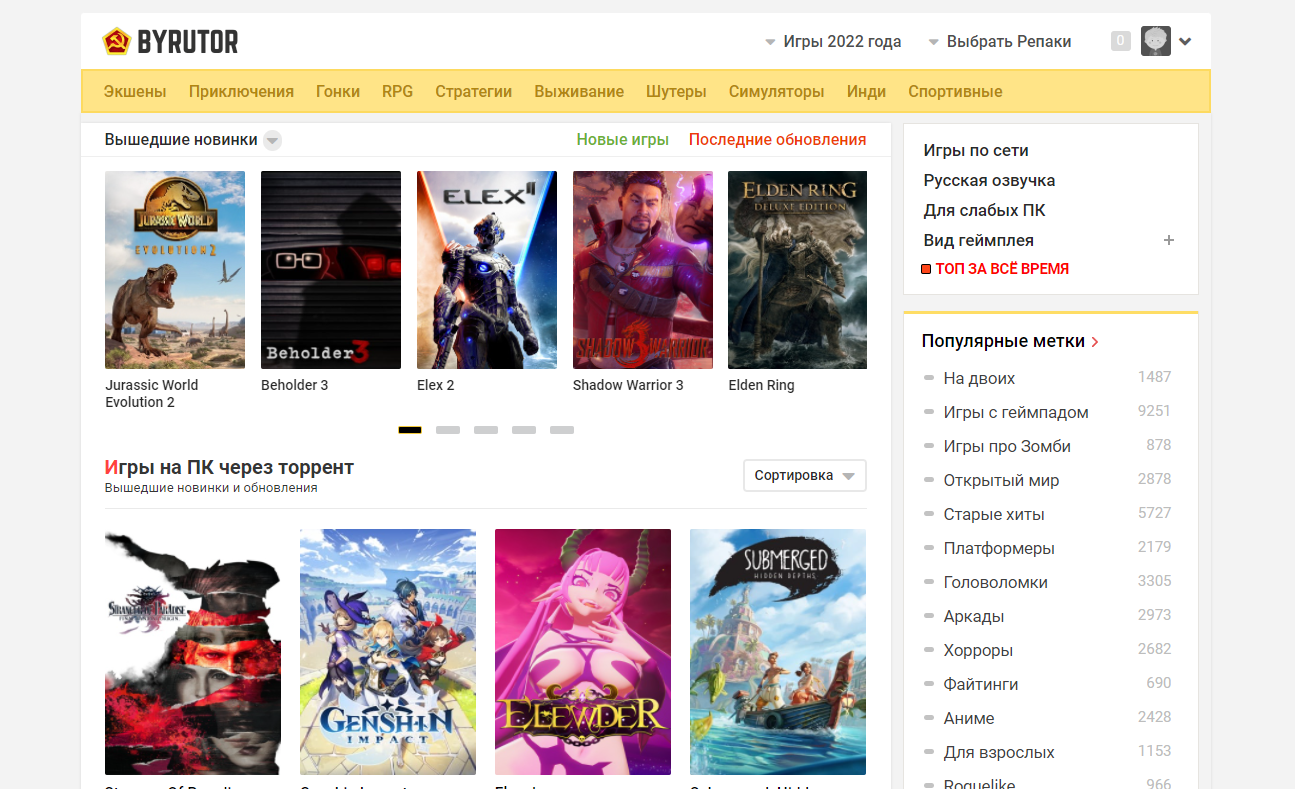 BYRUTOR
Игры 2022 года
Выбрать Репаки
0
Экшены Приключения Гонки RPG Стратегии Выживание Шутеры Симуляторы Инди Спортивные
Вышедшие новинки
Новые игры Последние обновления
JURASSIC WORLD
EVOLUTION 2
Beholder3
ELEX II
SHADOW WARRIOR
3
ELDEN RING
DELUXE EDITION
Jurassic World
Evolution 2
Beholder 3
Elex 2
Shadow Warrior 3
Elden Ring
Игры на ПК через торрент
Вышедшие новинки и обновления
Сортировка
STRANGER OF PARADISE
GENSHIN
IMPACT
ELEWDER
SUBMERGED
HIDDEN DEPTHS
Игры по сети
Русская озвучка
Для слабых ПК
Вид геймплея +
ТОП ЗА ВСЁ ВРЕМЯ
Популярные метки
На двоих 1487
Игры с геймпадом 9251
Игры про Зомби 878
Открытый мир 2878
Старые хиты 5727
Платформеры 2179
Головоломки 3305
Аркады 2973
Хорроры 2682
Файтинги 690
Аниме 2428
Для взрослых 1153
Roguelike 966